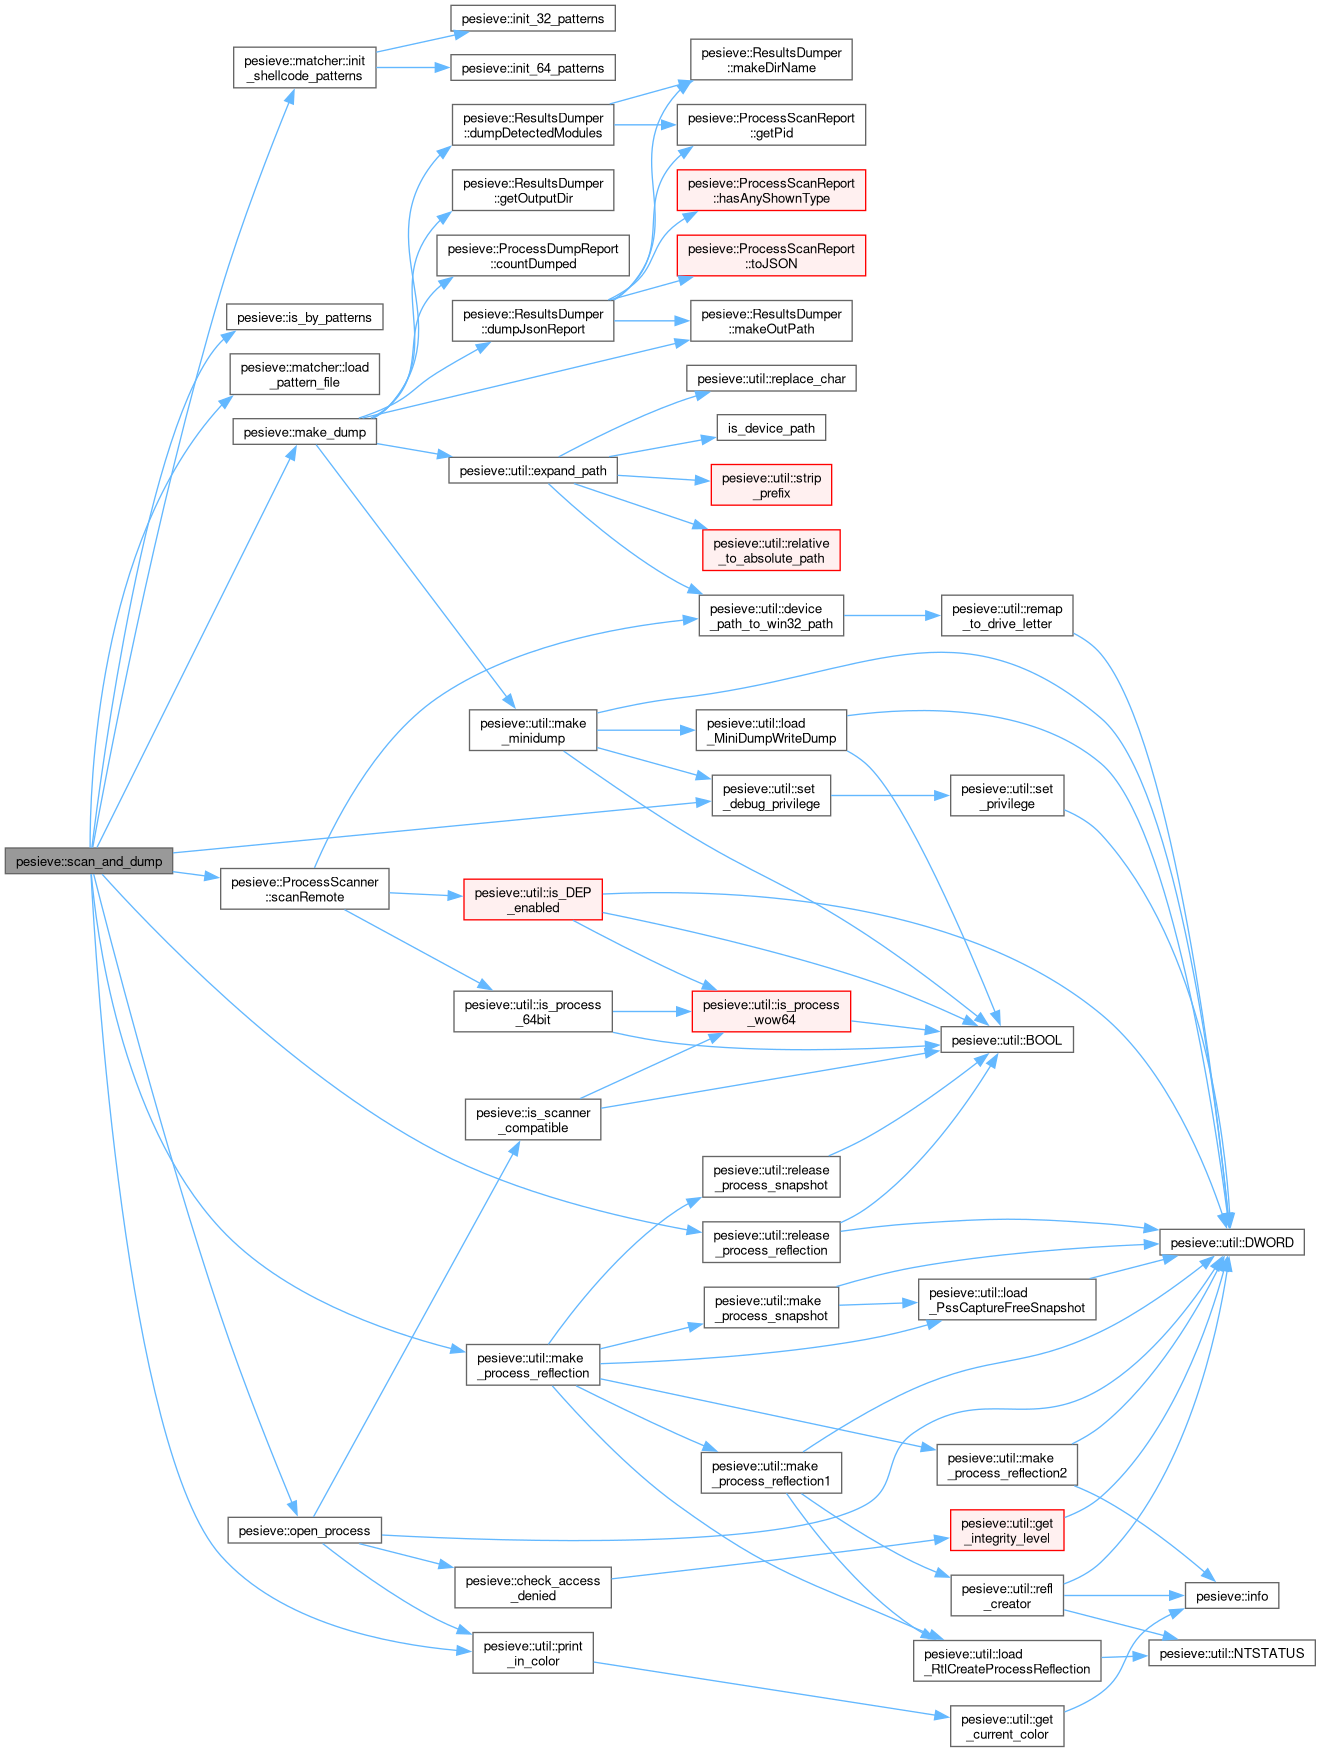 pesieve::init_32_patterns
pesieve::matcher::init
_shellcode_patterns
pesieve::init_64_patterns
pesieve::ResultsDumper
::makeDirName
pesieve::ResultsDumper
::dumpDetectedModules
pesieve::ProcessScanReport
::getPid
pesieve::ResultsDumper
::getOutputDir
pesieve::ProcessScanReport
::hasAnyShownType
pesieve::ProcessDumpReport
::countDumped
pesieve::ProcessScanReport
::toJSON
pesieve::is_by_patterns
pesieve::ResultsDumper
::dumpJsonReport
pesieve::ResultsDumper
::makeOutPath
pesieve::matcher::load
_pattern_file
pesieve::util::replace_char
pesieve::make_dump
is_device_path
pesieve::util::expand_path
pesieve::util::strip
_prefix
pesieve::util::relative
_to_absolute_path
pesieve::util::device
_path_to_win32_path
pesieve::util::remap
_to_drive_letter
pesieve::util::make
_minidump
pesieve::util::load
_MiniDumpWriteDump
pesieve::util::set
_debug_privilege
pesieve::util::set
_privilege
pesieve::scan_and_dump
pesieve::ProcessScanner
::scanRemote
pesieve::util::is_DEP
_enabled
pesieve::util::is_process
_64bit
pesieve::util::is_process
_wow64
pesieve::util::BOOL
pesieve::is_scanner
_compatible
pesieve::util::release
_process_snapshot
pesieve::util::release
_process_reflection
pesieve::util::DWORD
pesieve::util::make
_process_snapshot
pesieve::util::load
_PssCaptureFreeSnapshot
pesieve::util::make
_process_reflection
pesieve::util::make
_process_reflection1
pesieve::util::make
_process_reflection2
pesieve::open_process
pesieve::util::get
_integrity_level
pesieve::check_access
_denied
pesieve::util::refl
_creator
pesieve::info
pesieve::util::print
_in_color
pesieve::util::load
_RtlCreateProcessReflection
pesieve::util::NTSTATUS
pesieve::util::get
_current_color